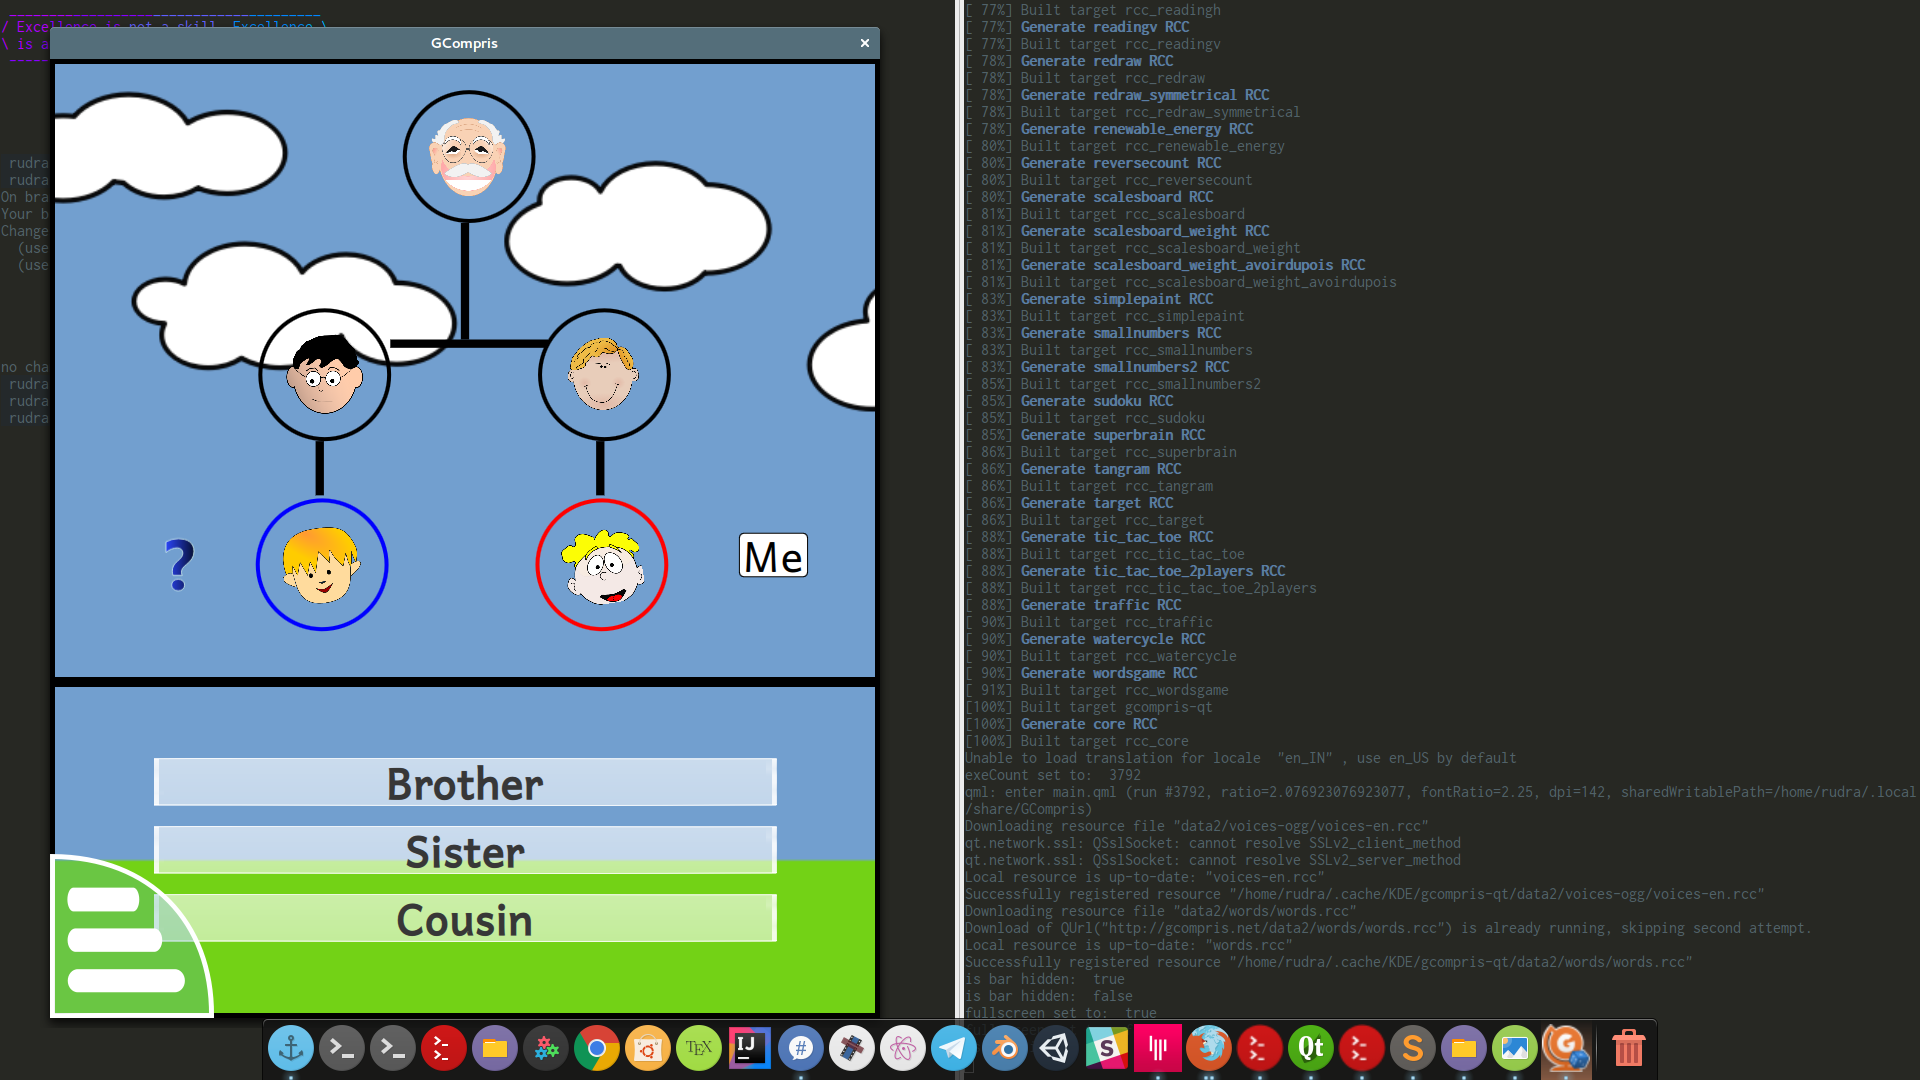 / Excellence is not a skill. Excellence \
\ is a
GCompris
rudra
rudra
On bra
Your b
Change
(use
(use
no cha
rudra
rudra
rudra
?
Me
Brother
Sister
Cousin
[ 77%] Built target rcc_readingh
[ 77%] Generate readingv RCC
[ 77%] Built target rcc_readingv
[ 78%] Generate redraw RCC
[ 78%] Built target rcc_redraw
[ 78%] Generate redraw_symmetrical RCC
[ 78%] Built target rcc_redraw_symmetrical
[ 78%] Generate renewable_energy RCC
[ 80%] Built target rcc_renewable_energy
[ 80%] Generate reversecount RCC
[ 80%] Built target rcc_reversecount
[ 80%] Generate scalesboard RCC
[ 81%] Built target rcc_scalesboard
[ 81%] Generate scalesboard_weight RCC
[ 81%] Built target rcc_scalesboard_weight
[ 81%] Generate scalesboard_weight_avoirdupois RCC
[ 81%] Built target rcc_scalesboard_weight_avoirdupois
[ 83%] Generate simplepaint RCC
[ 83%] Built target rcc_simplepaint
[ 83%] Generate smallnumbers RCC
[ 83%] Built target rcc_smallnumbers
[ 83%] Generate smallnumbers2 RCC
[ 85%] Built target rcc_smallnumbers2
[ 85%] Generate sudoku RCC
[ 85%] Built target rcc_sudoku
[ 85%] Generate superbrain RCC
[ 86%] Built target rcc_superbrain
[ 86%] Generate tangram RCC
[ 86%] Built target rcc_tangram
[ 86%] Generate target RCC
[ 86%] Built target rcc_target
[ 88%] Generate tic_tac_toe RCC
[ 88%] Built target rcc_tic_tac_toe
[ 88%] Generate tic_tac_toe_2players RCC
[ 88%] Built target rcc_tic_tac_toe_2players
[ 88%] Generate traffic RCC
[ 90%] Built target rcc_traffic
[ 90%] Generate watercycle RCC
[ 90%] Built target rcc_watercycle
[ 90%] Generate wordsgame RCC
[ 91%] Built target rcc_wordsgame
[100%] Built target gcompris-qt
[100%] Generate core RCC
[100%] Built target rcc_core
Unable to load translation for locale  "en_IN" , use en_US by default
exeCount set to:  3792
qml: enter main.qml (run #3792, ratio=2.076923076923077, fontRatio=2.25, dpi=142, sharedWritablePath=/home/rudra/.local
/share/GCompris)
Downloading resource file "data2/voices-ogg/voices-en.rcc"
qt.network.ssl: QSslSocket: cannot resolve SSLv2_client_method
qt.network.ssl: QSslSocket: cannot resolve SSLv2_server_method
Local resource is up-to-date: "voices-en.rcc"
Successfully registered resource "/home/rudra/.cache/KDE/gcompris-qt/data2/voices-ogg/voices-en.rcc"
Downloading resource file "data2/words/words.rcc"
Download of QUrl("http://gcompris.net/data2/words/words.rcc") is already running, skipping second attempt.
Local resource is up-to-date: "words.rcc"
Successfully registered resource "/home/rudra/.cache/KDE/gcompris-qt/data2/words/words.rcc"
is bar hidden:  true
is bar hidden:  false
fullscreen set to:  true
TEX
IJ
#
S
Qt
S
G